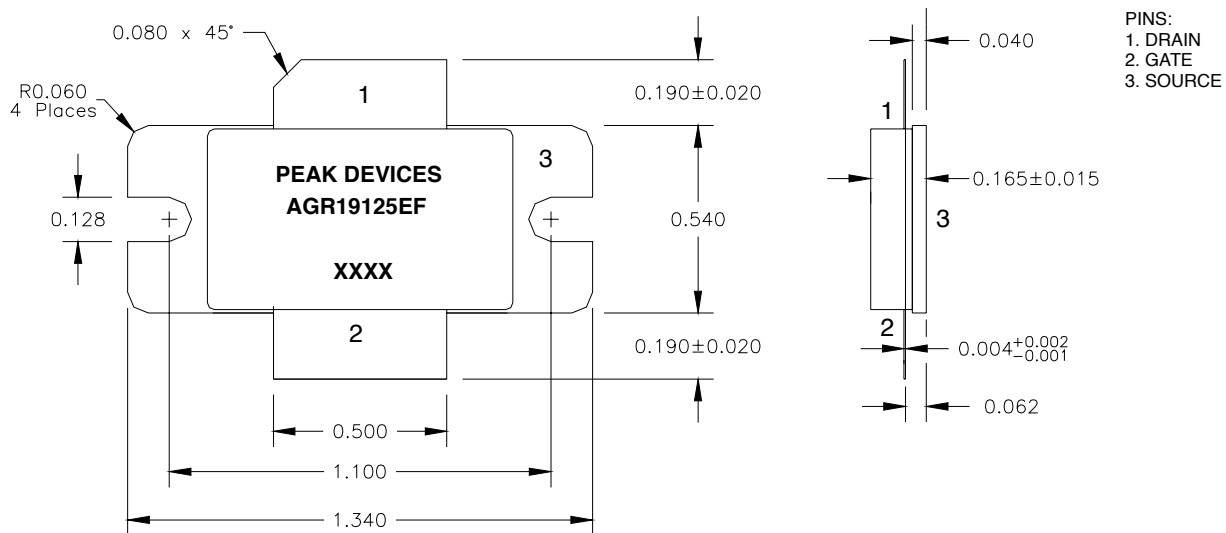 0.080 x 45°
R0.060
4 Places
1
3
PEAK DEVICES
AGR19125EF
XXXX
2
0.128
0.190±0.020
0.540
0.190±0.020
0.500
1.100
1.340
0.040
1
0.165±0.015
3
2
0.004+0.002
-0.001
0.062
PINS:
1. DRAIN
2. GATE
3. SOURCE